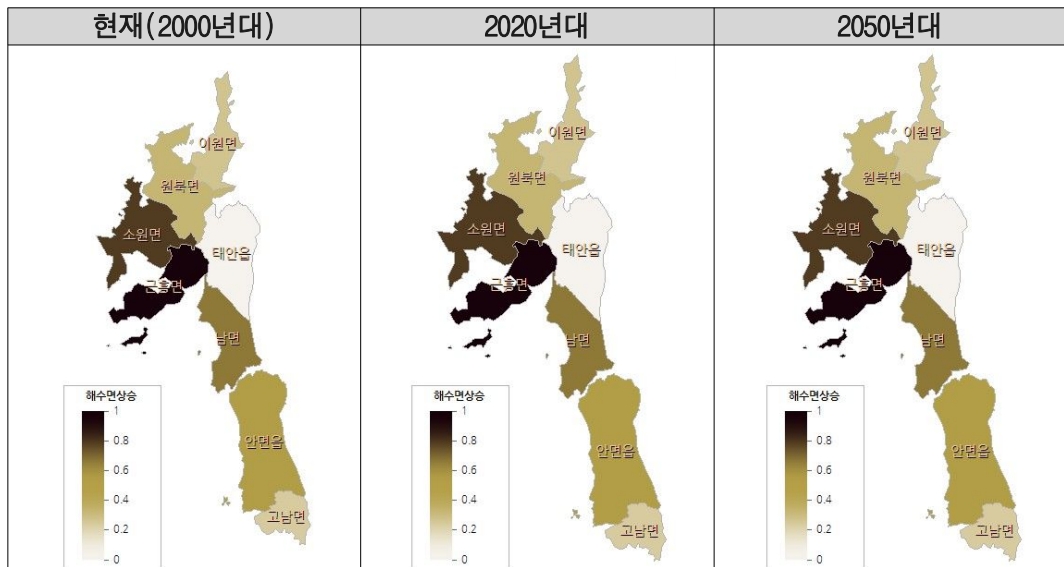 현재(2000년대)
2020년대
2050년대
이원면
원북면
소원면
태안읍
근흥면
남면
안면읍
고남면
해수면상승
1
0.8
0.6
0.4
0.2
0
이원면
원북면
소원면
태안읍
근흥면
남면
안면읍
고남면
해수면상승
1
0.8
0.6
0.4
0.2
0
이원면
원북면
소원면
태안읍
근흥면
남면
안면읍
고남면
해수면상승
1
0.8
0.6
0.4
0.2
0